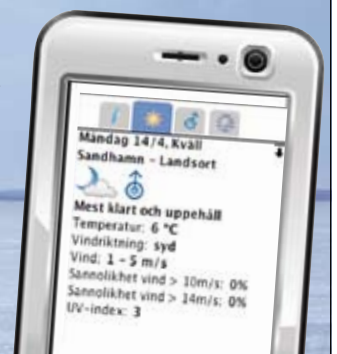 Måndag 14/4, Kväll
Sandhamn - Landsort
Mest klart och uppehåll
Temperatur: 6 °C
Vindriktning: syd
Vind: 1 - 5 m/s
Sannolikhet vind > 10m/s: 0%
Sannolikhet vind > 14m/s: 0%
UV-index: 3